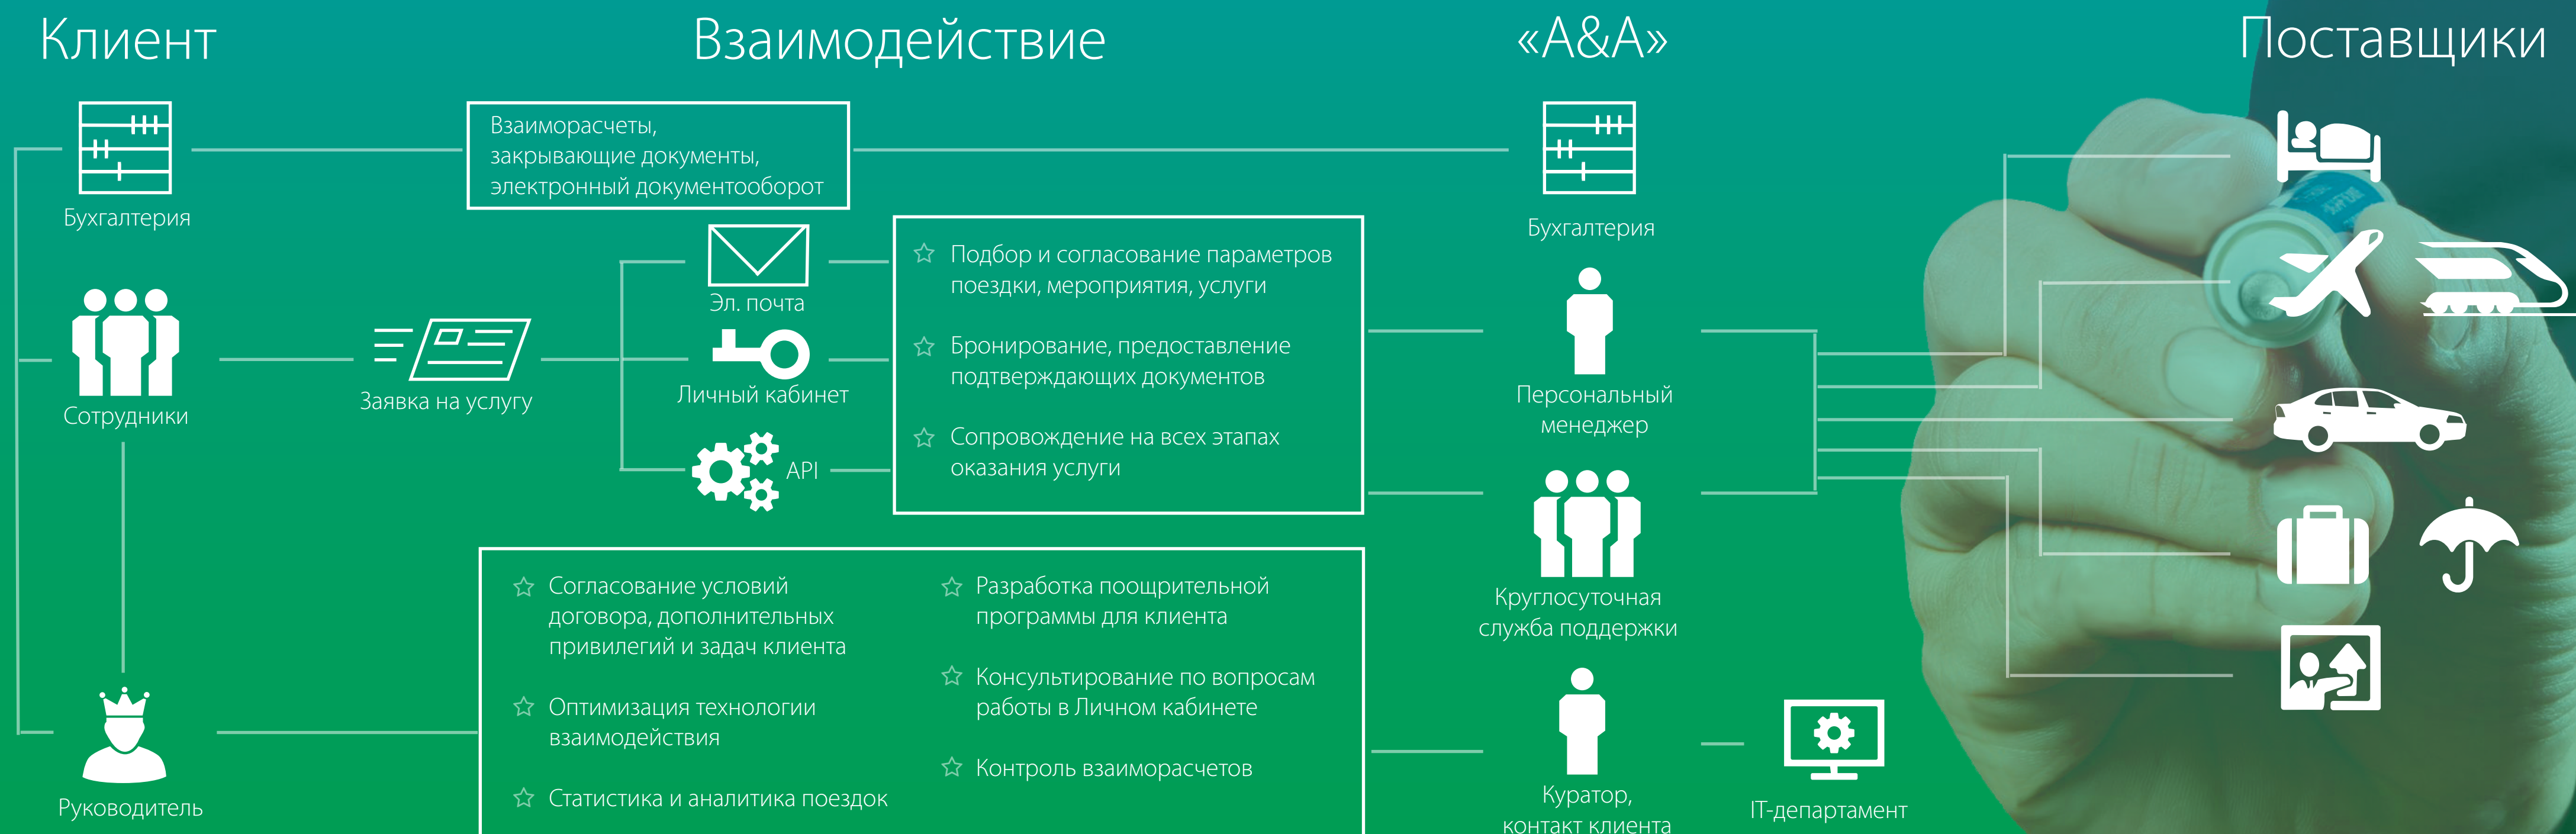 Клиент
Взаимодействие
«A&A»
Поставщики
Бухгалтерия
Взаиморасчеты,
закрывающие документы,
электронный документооборот
Бухгалтерия
Сотрудники
Заявка на услугу
Эл. почта
Личный кабинет
API
Подбор и согласование параметров
поездки, мероприятия, услуги
Бронирование, предоставление
подтверждающих документов
Сопровождение на всех этапах
оказания услуги
Персональный
менеджер
Круглосуточная
служба поддержки
Руководитель
Согласование условий
договора, дополнительных
привилегий и задач клиента
Оптимизация технологии
взаимодействия
Статистика и аналитика поездок
Разработка поощрительной
программы для клиента
Консультирование по вопросам
работы в Личном кабинете
Контроль взаиморасчетов
Куратор,
контакт клиента
IT-департамент